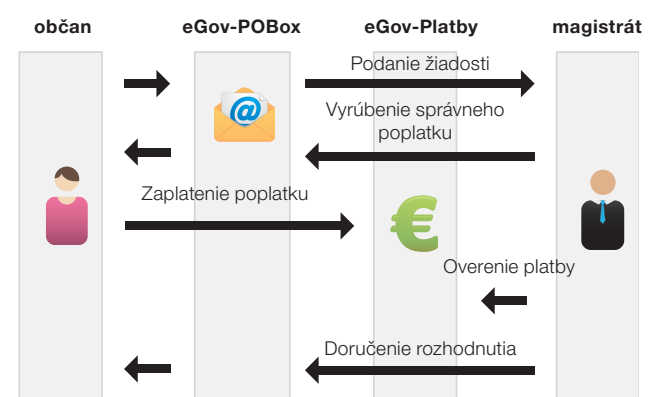 občan eGov-POBox eGov-Platby magistrát
Podanie žiadosti
@
Vyrúbenie správneho
poplatku
Zaplatenie poplatku
€
Overenie platby
Doručenie rozhodnutia